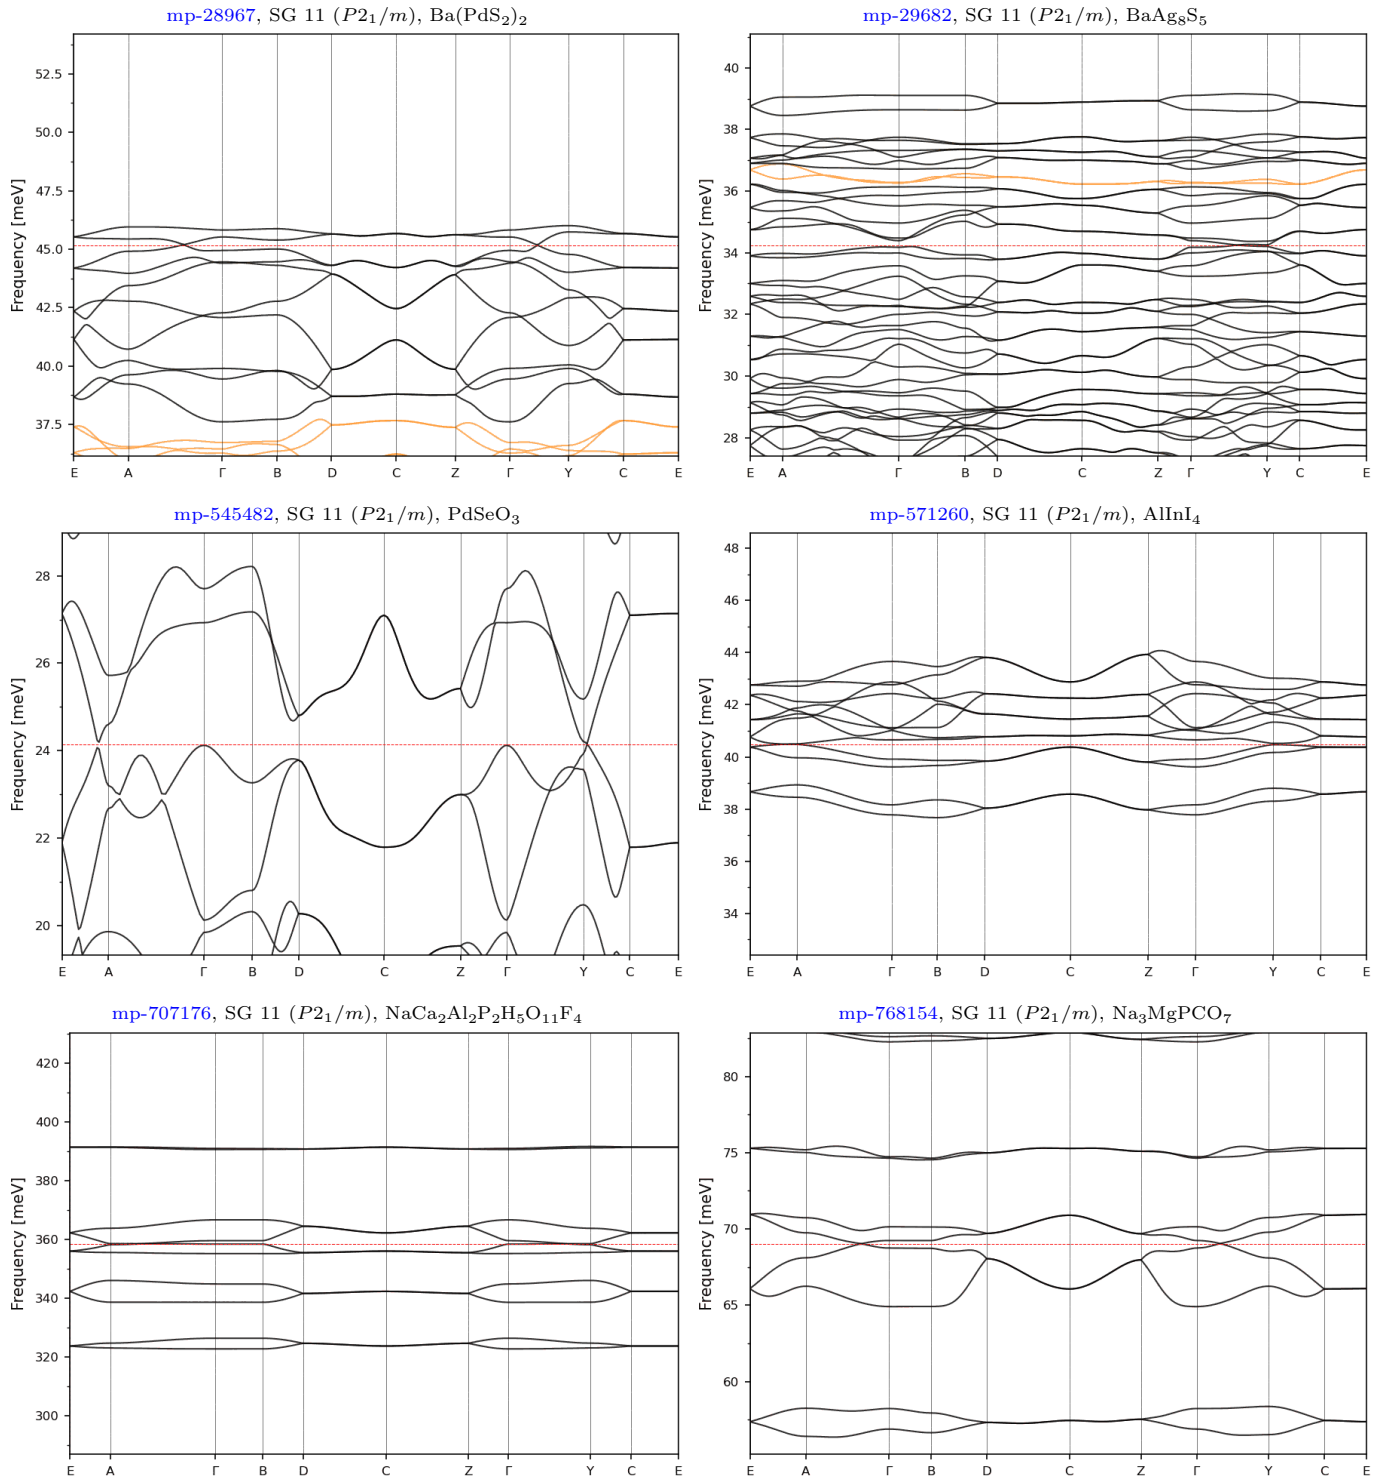 mp-28967, SG 11 (P2₁/m), Ba(PdS₂)₂
Frequency [meV]
52.5
50.0
47.5
45.0
42.5
40.0
37.5
E A Γ B D C Z Γ Y C E
mp-29682, SG 11 (P2₁/m), BaAg₈S₅
Frequency [meV]
40
38
36
34
32
30
28
E A Γ B D C Z Γ Y C E
mp-545482, SG 11 (P2₁/m), PdSeO₃
Frequency [meV]
28
26
24
22
20
E A Γ B D C Z Γ Y C E
mp-571260, SG 11 (P2₁/m), AlInI₄
Frequency [meV]
48
46
44
42
40
38
36
34
E A Γ B D C Z Γ Y C E
mp-707176, SG 11 (P2₁/m), NaCa₂Al₂P₂H₅O₁₁F₄
Frequency [meV]
420
400
380
360
340
320
300
E A Γ B D C Z Γ Y C E
mp-768154, SG 11 (P2₁/m), Na₃MgPCO₇
Frequency [meV]
80
75
70
65
60
E A Γ B D C Z Γ Y C E